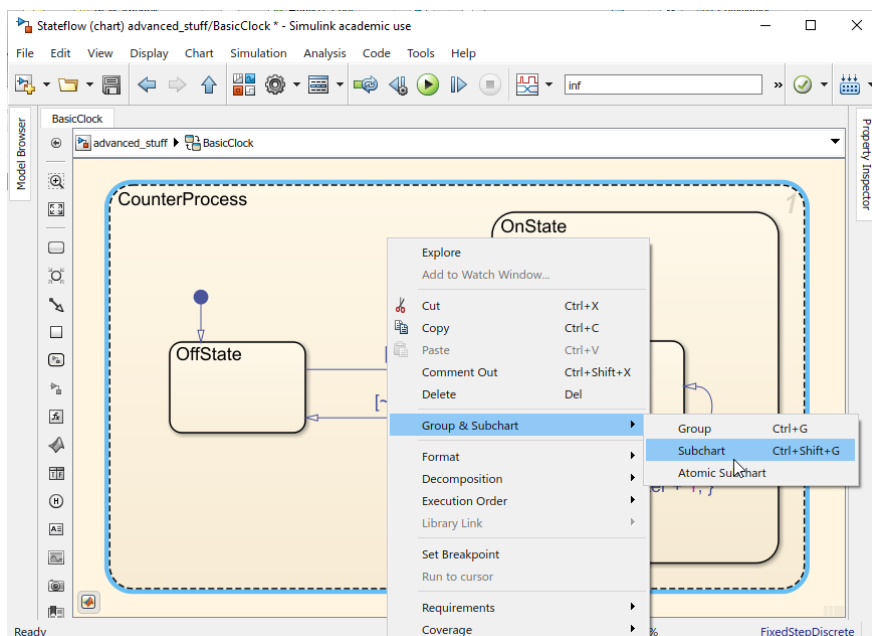 Stateflow (chart) advanced_stuff/BasicClock * - Simulink academic use
File Edit View Display Chart Simulation Analysis Code Tools Help
inf »
Model Browser
BasicClock
advanced_stuff BasicClock
Property Inspector
CounterProcess
1
OnState
OffState
[
[~
Explore
Add to Watch Window...
Cut Ctrl+X
Copy Ctrl+C
Paste Ctrl+V
Comment Out Ctrl+Shift+X
Delete Del
Group & Subchart
Format
Decomposition
Execution Order
Library Link
Set Breakpoint
Run to cursor
Requirements
Coverage
Group Ctrl+G
Subchart Ctrl+Shift+G
Atomic Subchart
Ready
%
FixedStepDiscrete